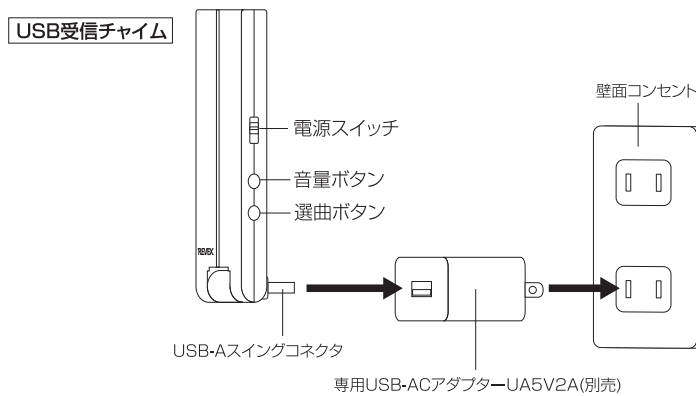 USB受信チャイム
壁面コンセント
電源スイッチ
音量ボタン
選曲ボタン
REVEX
USB-Aスイングコネクタ
専用USB-ACアダプターUA5V2A(別売)